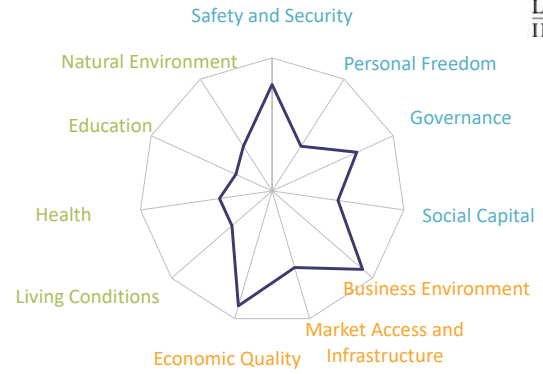 Safety and Security
Natural Environment
Personal Freedom
Education
Governance
Health
Social Capital
Business Environment
Living Conditions
Market Access and
Infrastructure
Economic Quality